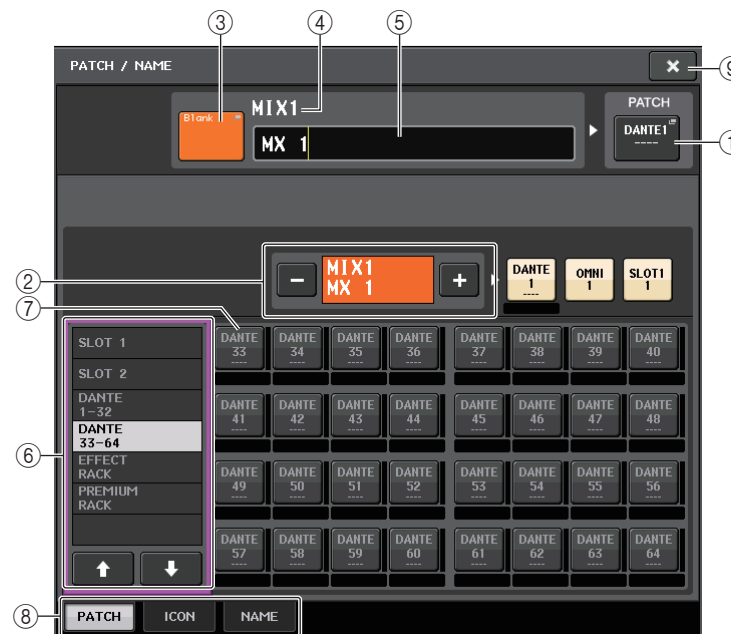 ③ ④ ⑤
PATCH / NAME
×
⑨
Blank
MIX1
MX 1
PATCH
DANTE1
----
①
②
−
MIX1
MX 1
+
DANTE
1
----
OMNI
1
SLOT1
1
⑦
SLOT 1
SLOT 2
DANTE
1-32
DANTE
33-64
EFFECT
RACK
PREMIUM
RACK
⑥
DANTE DANTE DANTE DANTE DANTE DANTE DANTE DANTE
33 34 35 36 37 38 39 40
---- ---- ---- ---- ---- ---- ---- ----
DANTE DANTE DANTE DANTE DANTE DANTE DANTE DANTE
41 42 43 44 45 46 47 48
---- ---- ---- ---- ---- ---- ---- ----
DANTE DANTE DANTE DANTE DANTE DANTE DANTE DANTE
49 50 51 52 53 54 55 56
---- ---- ---- ---- ---- ---- ---- ----
DANTE DANTE DANTE DANTE DANTE DANTE DANTE DANTE
57 58 59 60 61 62 63 64
---- ---- ---- ---- ---- ---- ---- ----
⑧
PATCH ICON NAME